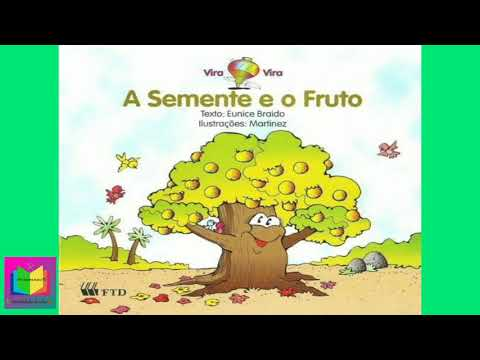 Vira Vira
A Semente e o Fruto
Texto: Eunice Braido
Ilustrações: Martinez
FTD